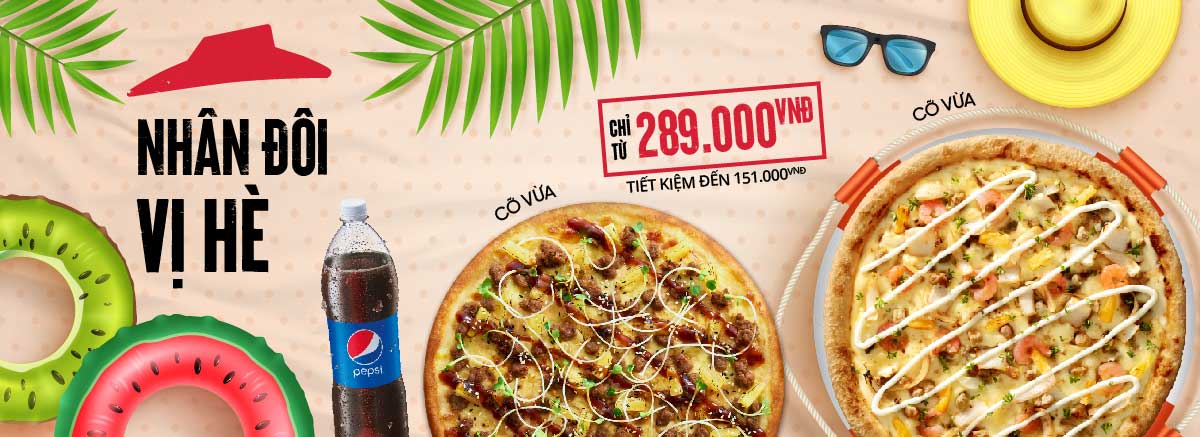 NHÂN ĐÔI
VỊ HÈ
CHỈ TỪ 289.000VNĐ
TIẾT KIỆM ĐẾN 151.000VNĐ
CỠ VỪA
CỠ VỪA
pepsi